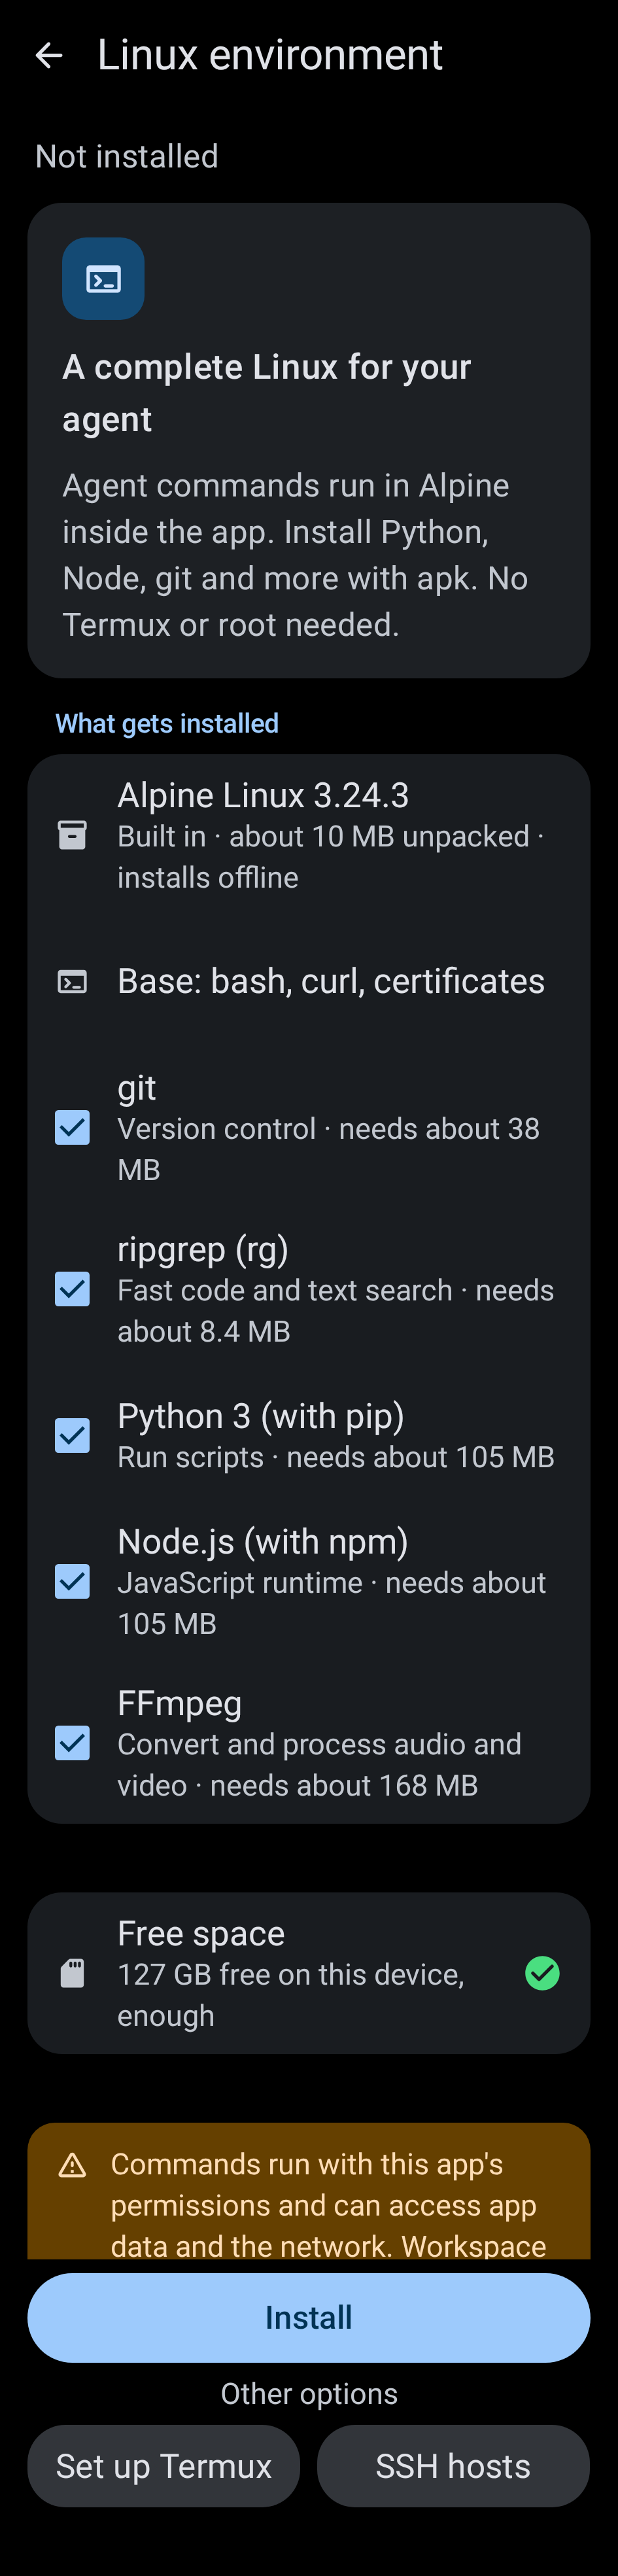 Linux environment
Not installed
A complete Linux for your
agent
Agent commands run in Alpine
inside the app. Install Python,
Node, git and more with apk. No
Termux or root needed.
What gets installed
Alpine Linux 3.24.3
Built in · about 10 MB unpacked ·
installs offline
Base: bash, curl, certificates
git
Version control · needs about 38
MB
ripgrep (rg)
Fast code and text search · needs
about 8.4 MB
Python 3 (with pip)
Run scripts · needs about 105 MB
Node.js (with npm)
JavaScript runtime · needs about
105 MB
FFmpeg
Convert and process audio and
video · needs about 168 MB
Free space
127 GB free on this device,
enough
Commands run with this app's
permissions and can access app
data and the network. Workspace
Install
Other options
Set up Termux
SSH hosts